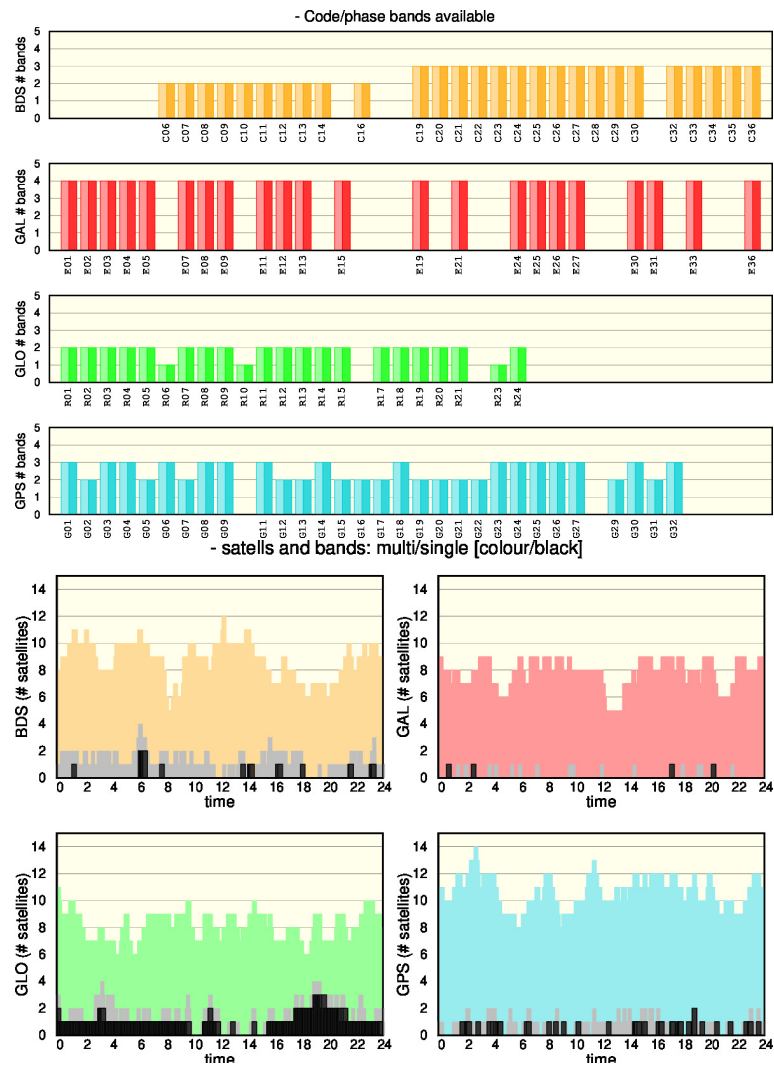 - Code/phase bands available
BDS # bands
5
4
3
2
1
0
C06 C07 C08 C09 C10 C11 C12 C13 C14 C16 C19 C20 C21 C22 C23 C24 C25 C26 C27 C28 C29 C30 C32 C33 C34 C35 C36
GAL # bands
5
4
3
2
1
0
E01 E02 E03 E04 E05 E07 E08 E09 E11 E12 E13 E15 E19 E21 E24 E25 E26 E27 E30 E31 E33 E36
GLO # bands
5
4
3
2
1
0
R01 R02 R03 R04 R05 R06 R07 R08 R09 R10 R11 R12 R13 R14 R15 R17 R18 R19 R20 R21 R23 R24
GPS # bands
5
4
3
2
1
0
G01 G02 G03 G04 G05 G06 G07 G08 G09 G11 G12 G13 G14 G15 G16 G17 G18 G19 G20 G21 G22 G23 G24 G25 G26 G27 G29 G30 G31 G32
- satells and bands: multi/single [colour/black]
BDS (# satellites)
14
12
10
8
6
4
2
0
0 2 4 6 8 10 12 14 16 18 20 22 24
time
GAL (# satellites)
14
12
10
8
6
4
2
0
0 2 4 6 8 10 12 14 16 18 20 22 24
time
GLO (# satellites)
14
12
10
8
6
4
2
0
0 2 4 6 8 10 12 14 16 18 20 22 24
time
GPS (# satellites)
14
12
10
8
6
4
2
0
0 2 4 6 8 10 12 14 16 18 20 22 24
time